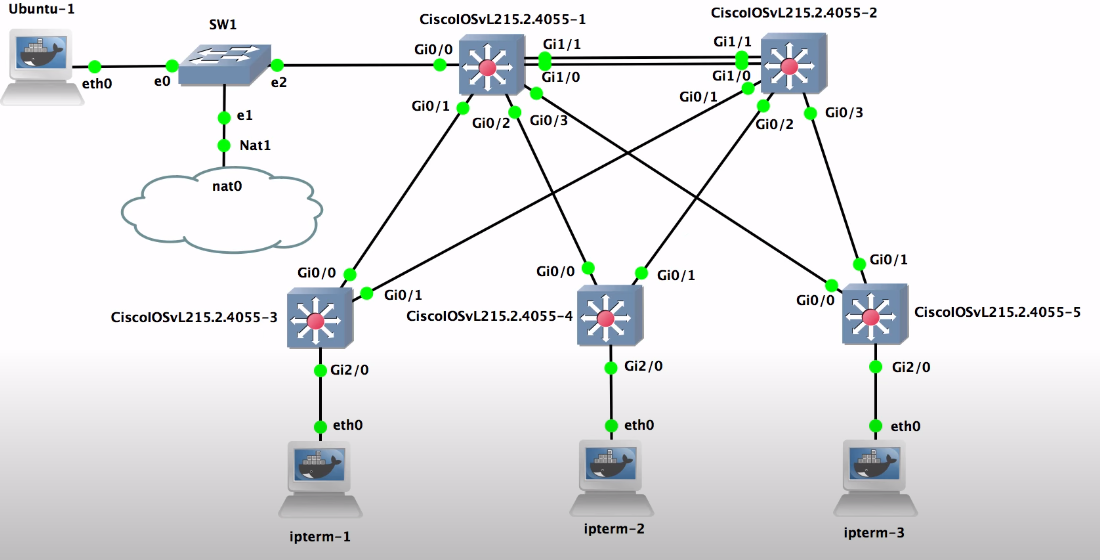 Ubuntu-1
SW1
CiscoIOSvL215.2.4055-1
CiscoIOSvL215.2.4055-2
eth0
e0
e2
Gi0/0
Gi1/1
Gi1/0
Gi1/1
Gi1/0
Gi0/1
Gi0/2
Gi0/3
Gi0/1
Gi0/2
Gi0/3
e1
Nat1
nat0
Gi0/0
Gi0/1
Gi0/0
Gi0/1
Gi0/1
Gi0/0
CiscoIOSvL215.2.4055-3
CiscoIOSvL215.2.4055-4
CiscoIOSvL215.2.4055-5
Gi2/0
Gi2/0
Gi2/0
eth0
eth0
eth0
ipterm-1
ipterm-2
ipterm-3